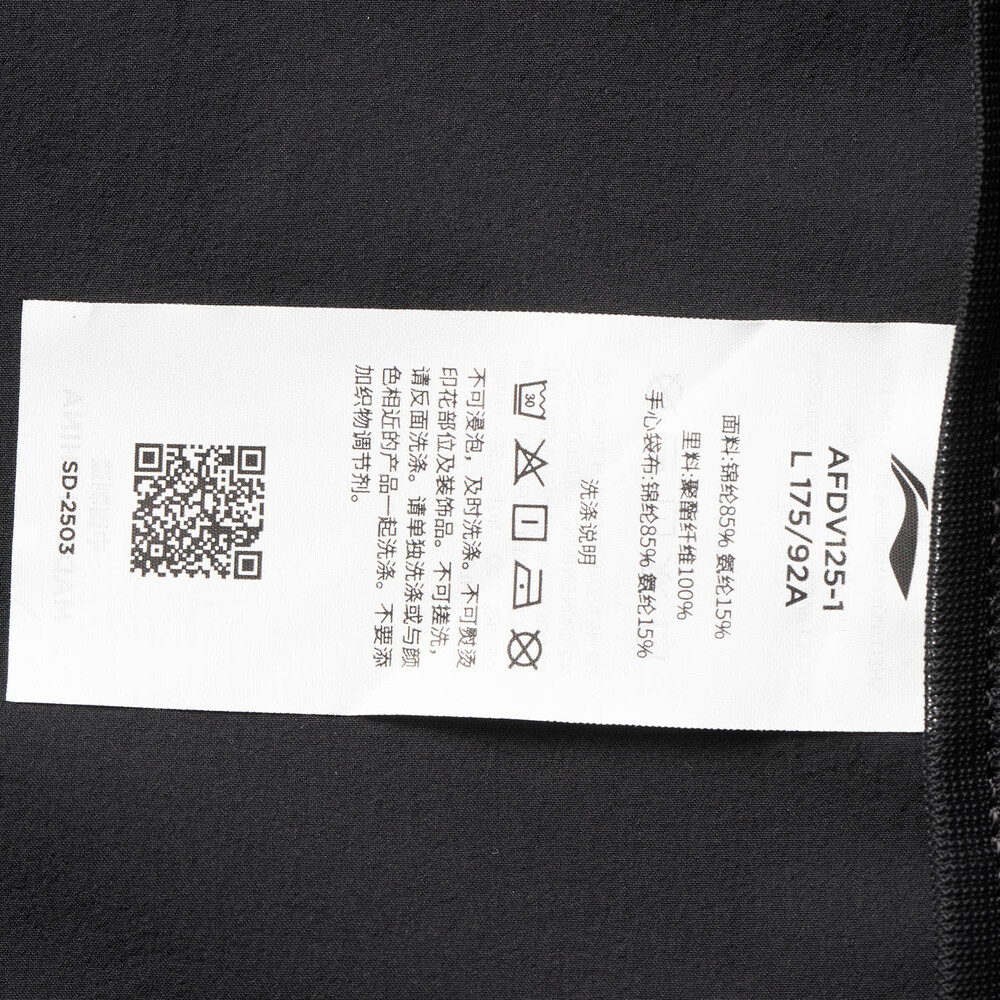 AFDV125-1
L 175/92A
面料:锦纶85% 氨纶15%
里料:聚酯纤维100%
手心袋布:锦纶85% 氨纶15%
洗涤说明
30
不可浸泡，及时洗涤。不可熨烫
印花部位及装饰品。不可搓洗，
请反面洗涤。请单独洗涤或与颜
色相近的产品一起洗涤。不要添
加织物调节剂。
SD-2503